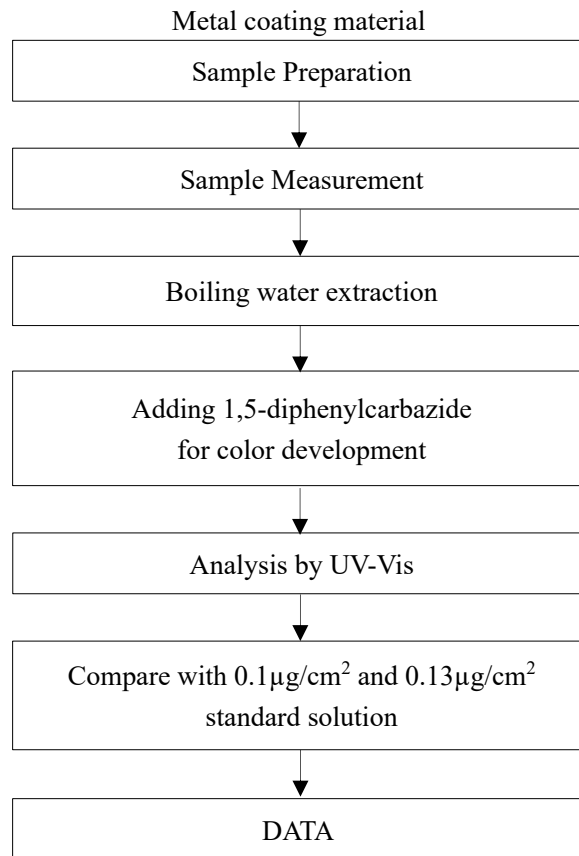 Metal coating material
Sample Preparation
Sample Measurement
Boiling water extraction
Adding 1,5-diphenylcarbazide
for color development
Analysis by UV-Vis
Compare with 0.1µg/cm² and 0.13µg/cm²
standard solution
DATA